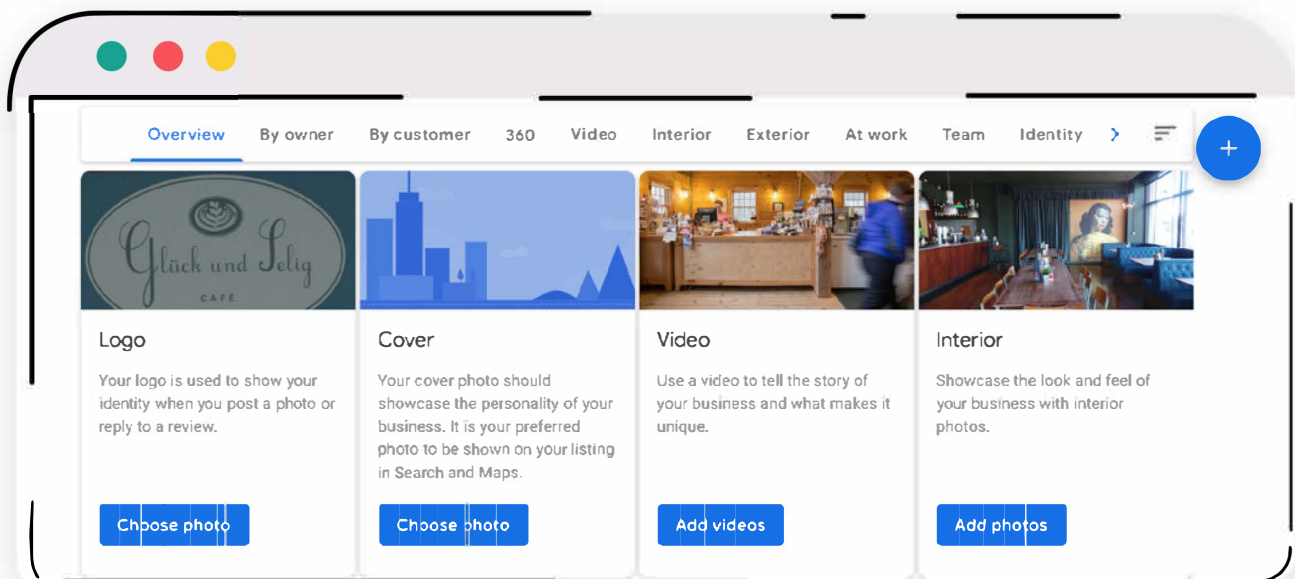 Overview By owner By customer 360 Video Interior Exterior At work Team Identity
+
Glück und Selig
CAFE
Logo
Your logo is used to show your
identity when you post a photo or
reply to a review.
Choose photo
Cover
Your cover photo should
showcase the personality of your
business. It is your preferred
photo to be shown on your listing
in Search and Maps.
Choose photo
Video
Use a video to tell the story of
your business and what makes it
unique.
Add videos
Interior
Showcase the look and feel of
your business with interior
photos.
Add photos